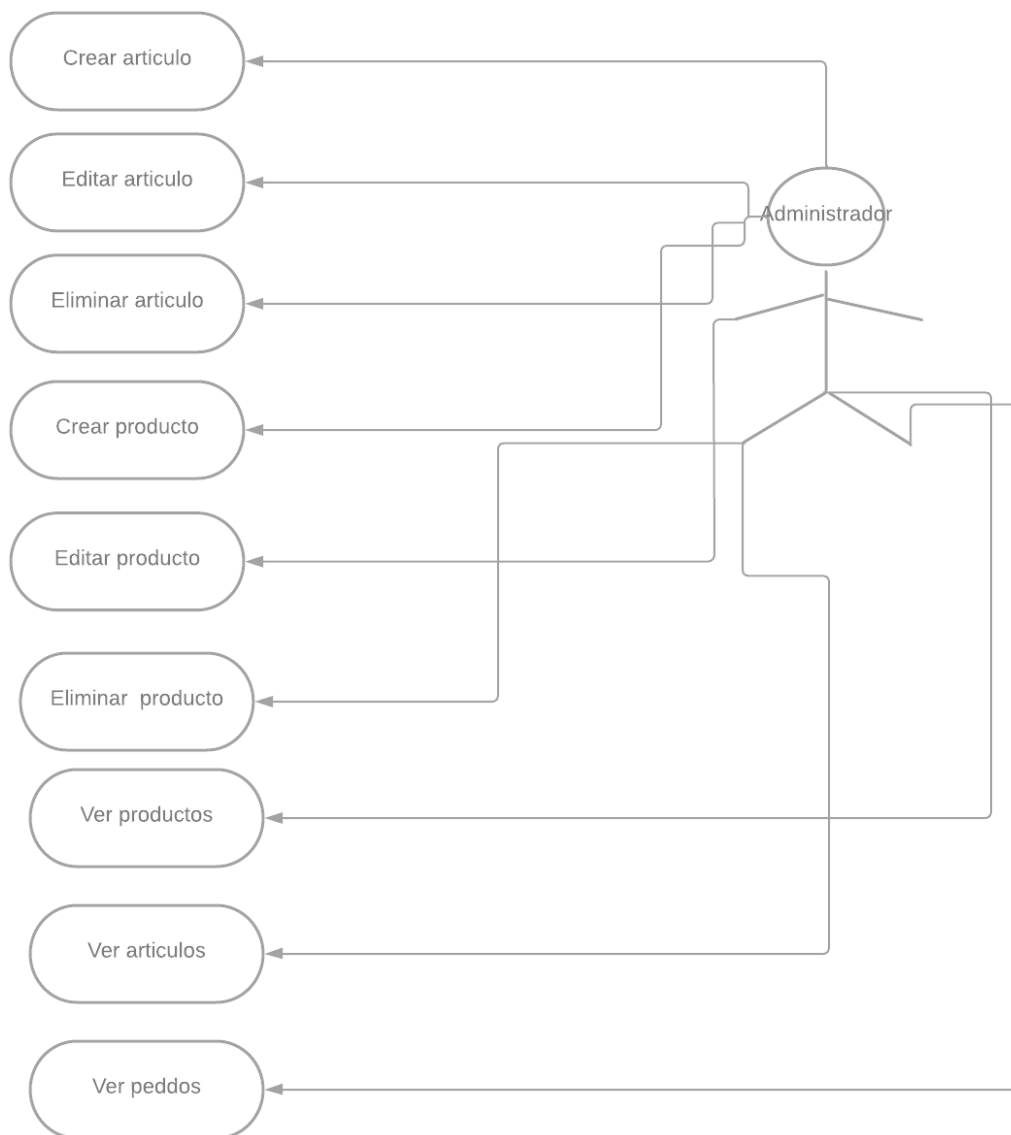 Crear articulo
Editar articulo
Administrador
Eliminar articulo
Crear producto
Editar producto
Eliminar  producto
Ver productos
Ver articulos
Ver peddos